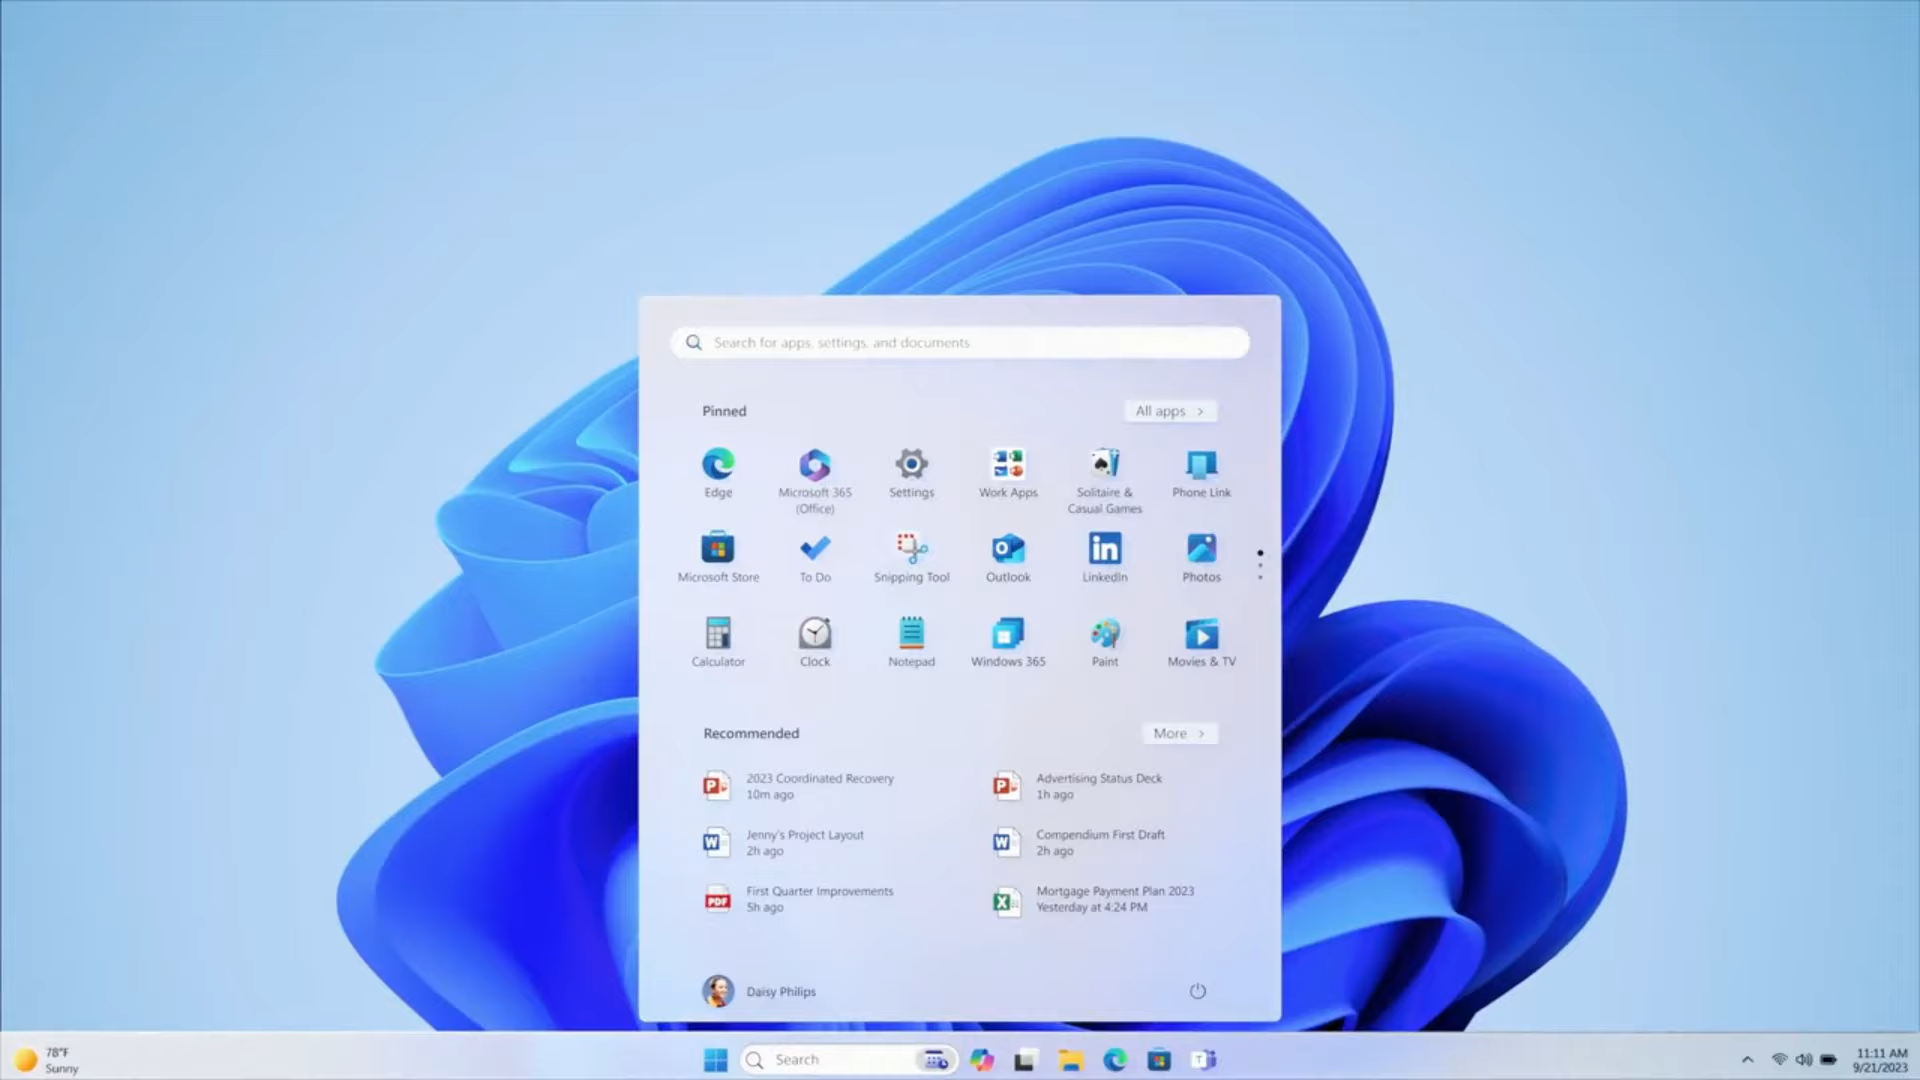 Search for apps, settings, and documents
Pinned
All apps >
Edge
Microsoft 365
(Office)
Settings
Work Apps
Solitaire &
Casual Games
Phone Link
Microsoft Store
To Do
Snipping Tool
Outlook
LinkedIn
Photos
Calculator
Clock
Notepad
Windows 365
Paint
Movies & TV
Recommended
More >
2023 Coordinated Recovery
10m ago
Advertising Status Deck
1h ago
Jenny's Project Layout
2h ago
Compendium First Draft
2h ago
First Quarter Improvements
5h ago
Mortgage Payment Plan 2023
Yesterday at 4:24 PM
Daisy Philips
78°F
Sunny
Search
11:11 AM
9/21/2023